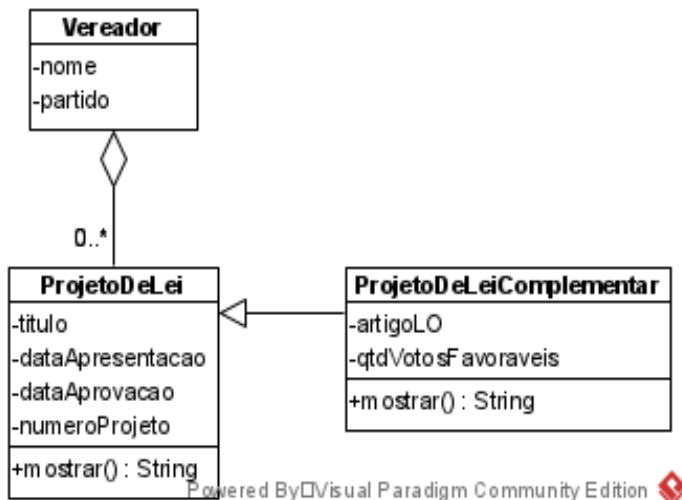 Vereador
-nome
-partido
0..*
ProjetoDeLei
-titulo
-dataApresentacao
-dataAprovacao
-numeroProjeto
+mostrar() : String
ProjetoDeLeiComplementar
-artigoLO
-qtdVotosFavoraveis
+mostrar() : String
Powered By□Visual Paradigm Community Edition